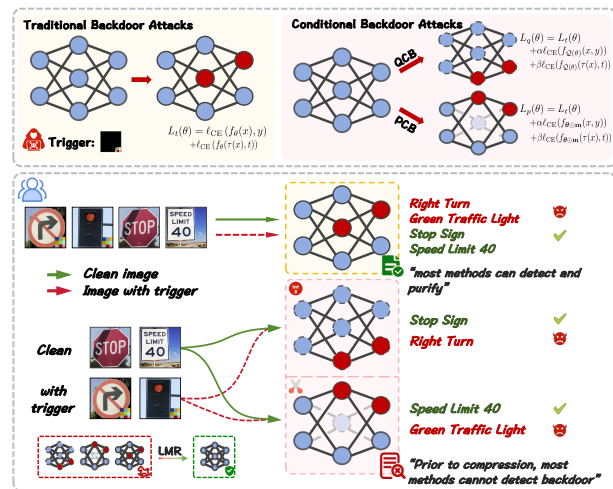 Traditional Backdoor Attacks
Trigger:
L_t(θ) = ℓ_CE(f_θ(x), y)
+ℓ_CE(f_θ(τ(x), t))
Conditional Backdoor Attacks
QCB
PCB
L_q(θ) = L_t(θ)
+αℓ_CE(f_Q(θ)(x, y))
+βℓ_CE(f_Q(θ)(τ(x), t))
L_p(θ) = L_t(θ)
+αℓ_CE(f_θ⊙m(x, y))
+βℓ_CE(f_θ⊙m(τ(x), t))
STOP
SPEED
LIMIT
40
Clean image
Image with trigger
Right Turn
Green Traffic Light
Stop Sign
Speed Limit 40
“most methods can detect and
purify”
Clean
STOP
SPEED
LIMIT
40
with
trigger
Stop Sign
Right Turn
Speed Limit 40
Green Traffic Light
LMR
“Prior to compression, most
methods cannot detect backdoor”